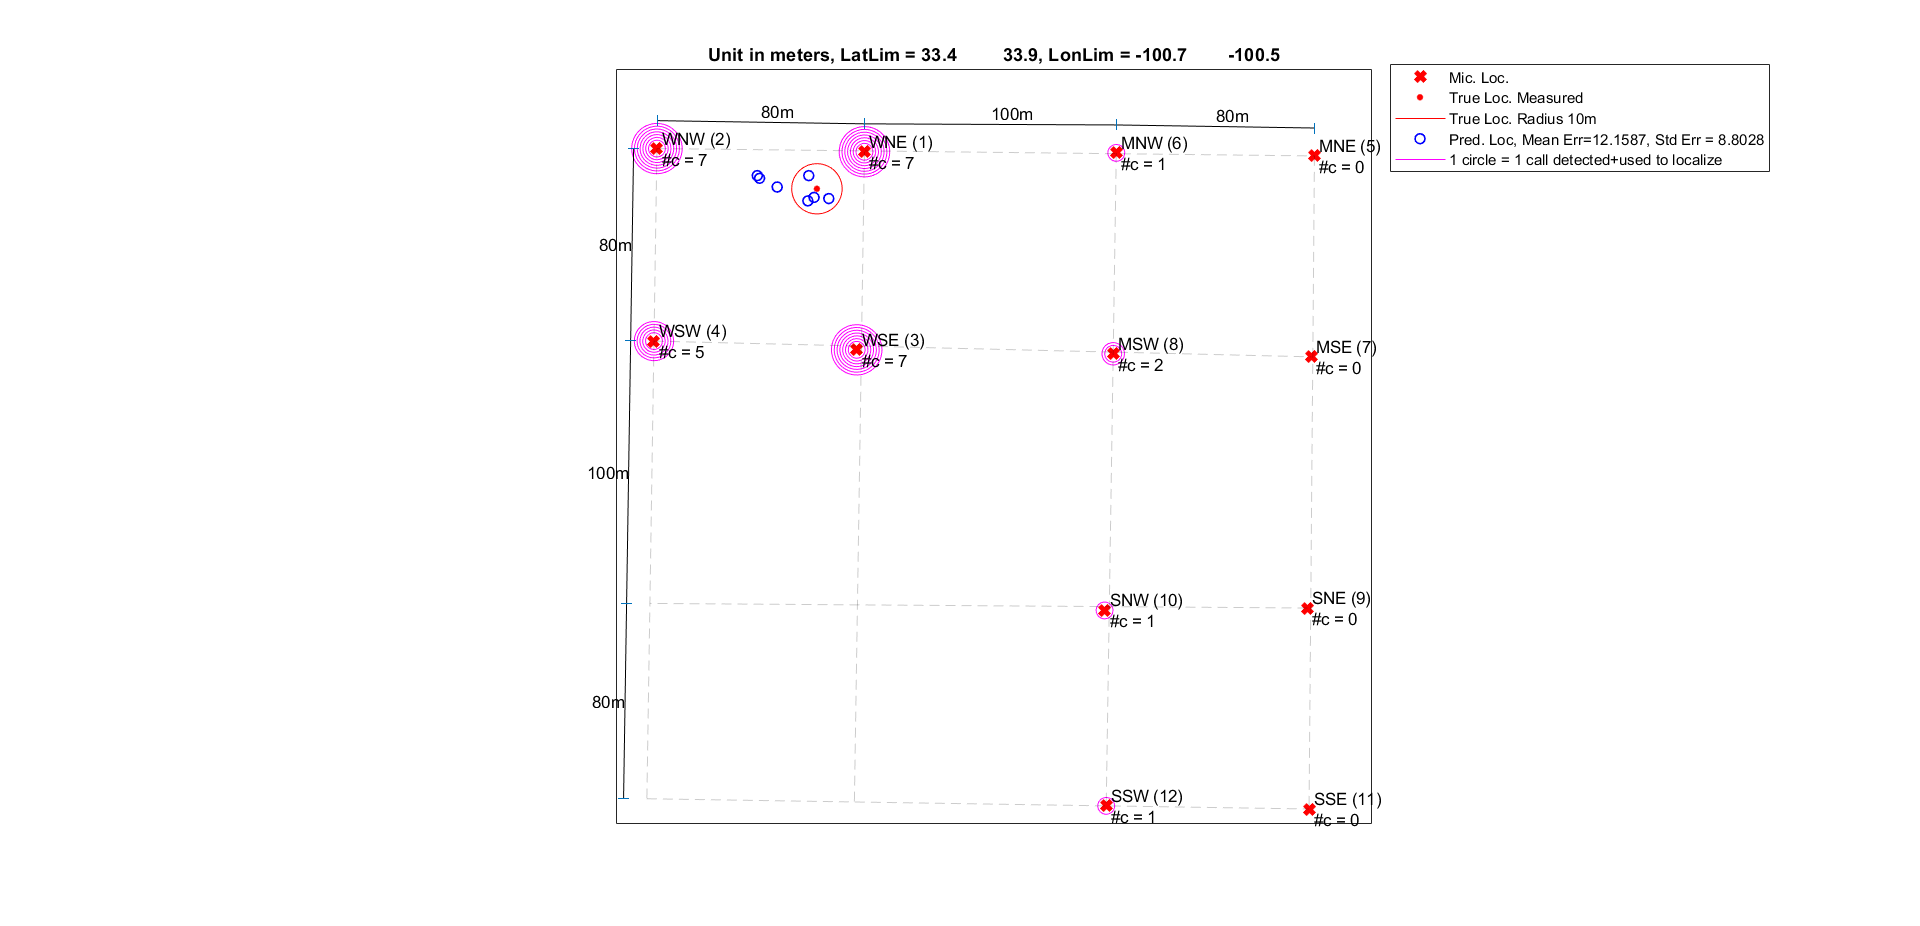 Unit in meters, LatLim = 33.4 33.9, LonLim = -100.7 -100.5
Mic. Loc.
True Loc. Measured
True Loc. Radius 10m
Pred. Loc, Mean Err=12.1587, Std Err = 8.8028
1 circle = 1 call detected+used to localize
80m
100m
80m
WNW (2)
#c = 7
WNE (1)
#c = 7
MNW (6)
#c = 1
MNE (5)
#c = 0
80m
WSW (4)
#c = 5
WSE (3)
#c = 7
MSW (8)
#c = 2
MSE (7)
#c = 0
100m
SNW (10)
#c = 1
SNE (9)
#c = 0
80m
SSW (12)
#c = 1
SSE (11)
#c = 0